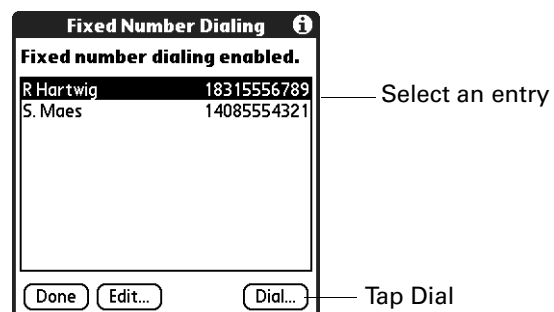 Fixed Number Dialing i
Fixed number dialing enabled.
R Hartwig 18315556789
S. Maes 14085554321
Select an entry
Done Edit... Dial...
Tap Dial